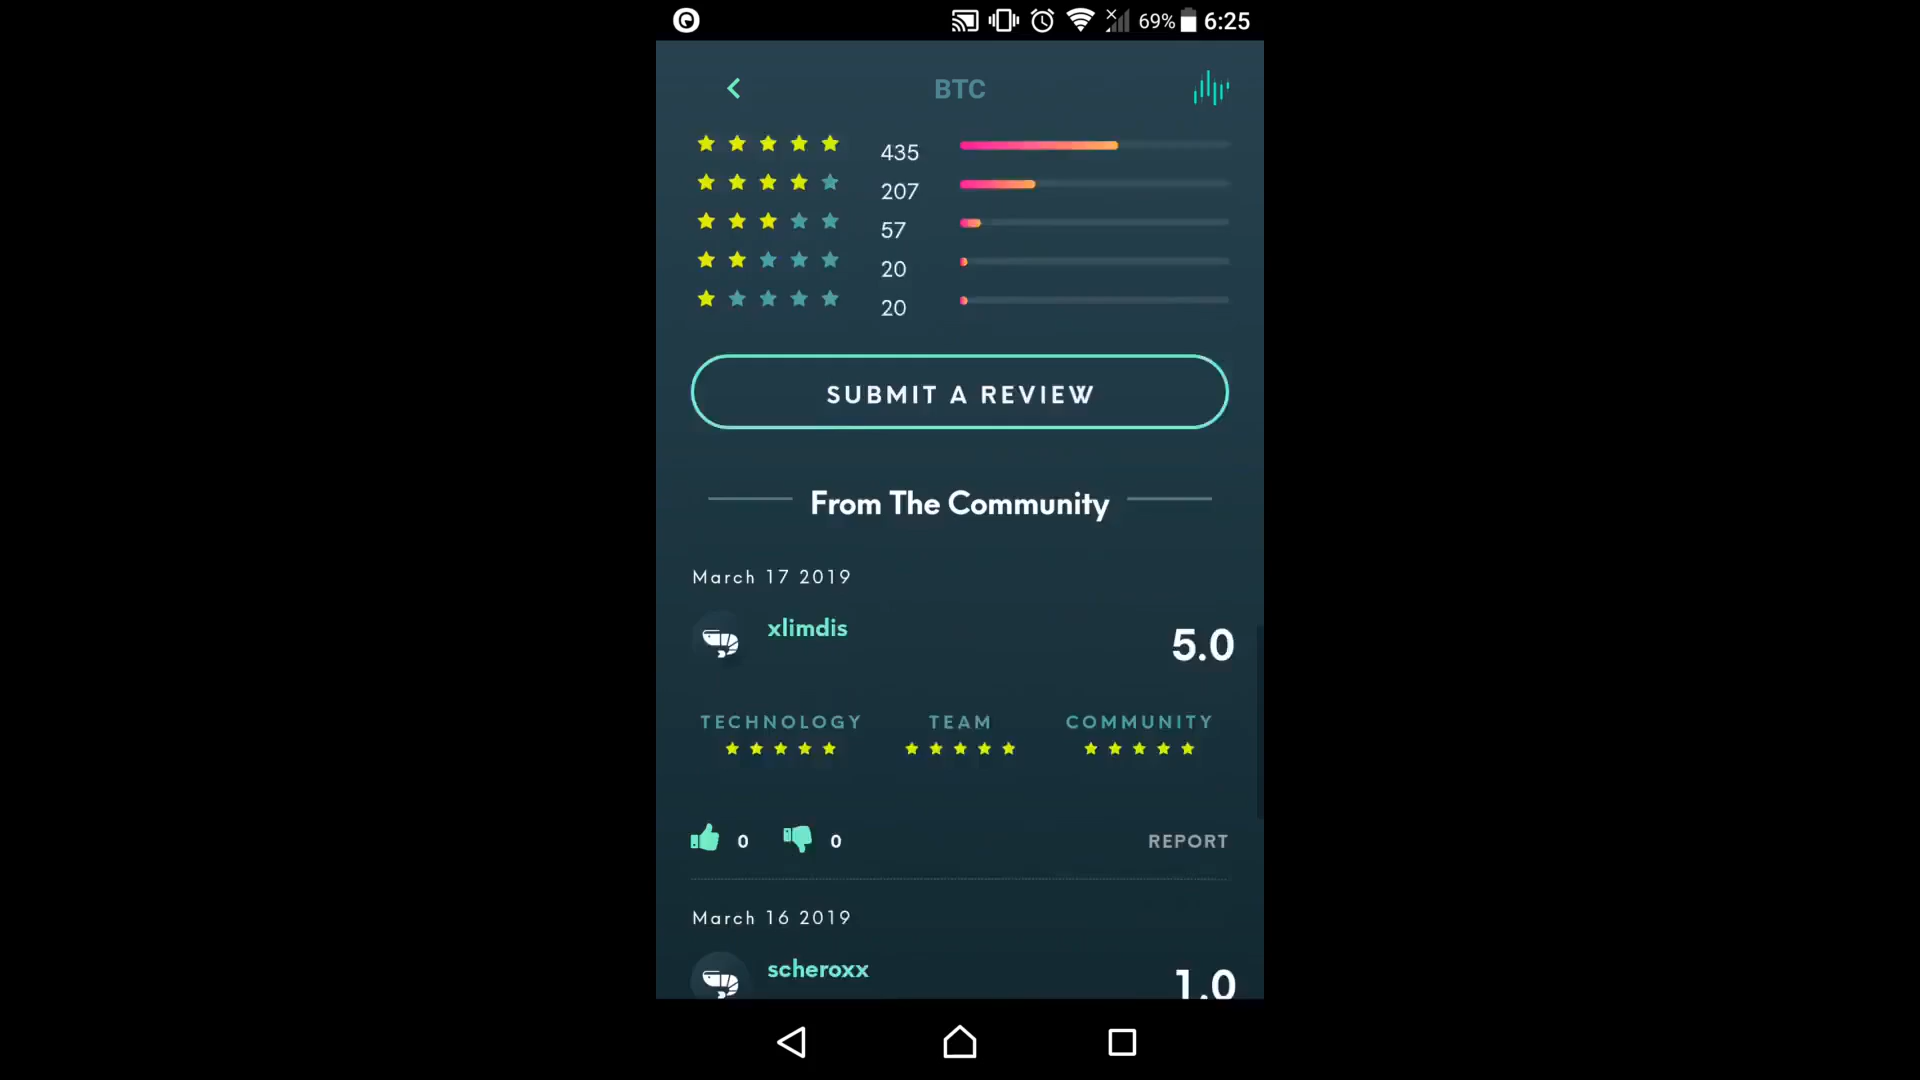 69% 6:25
BTC
435
207
57
20
20
SUBMIT A REVIEW
From The Community
March 17 2019
xlimdis
5.0
TECHNOLOGY TEAM COMMUNITY
0 0 REPORT
March 16 2019
scheroxx
1.0